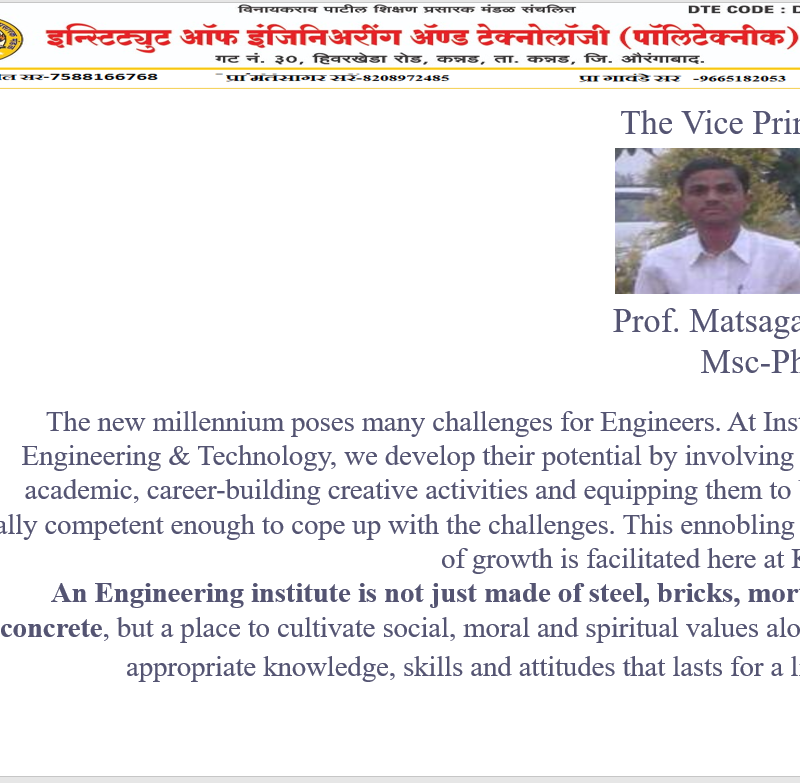 विनायकराव पाटील शिक्षण प्रसारक मंडळ संचलित DTE CODE : D
इन्स्टिट्युट ऑफ इंजिनिअरींग ॲण्ड टेक्नोलॉजी (पॉलिटेक्नीक)
गट नं. ३०, हिवरखेडा रोड, कन्नड, ता. कन्नड, जि. औरंगाबाद.
त सर-7588166768 प्रा मतसागर सर-8208972485 प्रा गावंडे सर -9665182053
The Vice Prin
Prof. Matsaga
Msc-Ph
The new millennium poses many challenges for Engineers. At Inst
Engineering & Technology, we develop their potential by involving
academic, career-building creative activities and equipping them to
ally competent enough to cope up with the challenges. This ennobling
of growth is facilitated here at K
An Engineering institute is not just made of steel, bricks, mort
concrete, but a place to cultivate social, moral and spiritual values alo
appropriate knowledge, skills and attitudes that lasts for a li